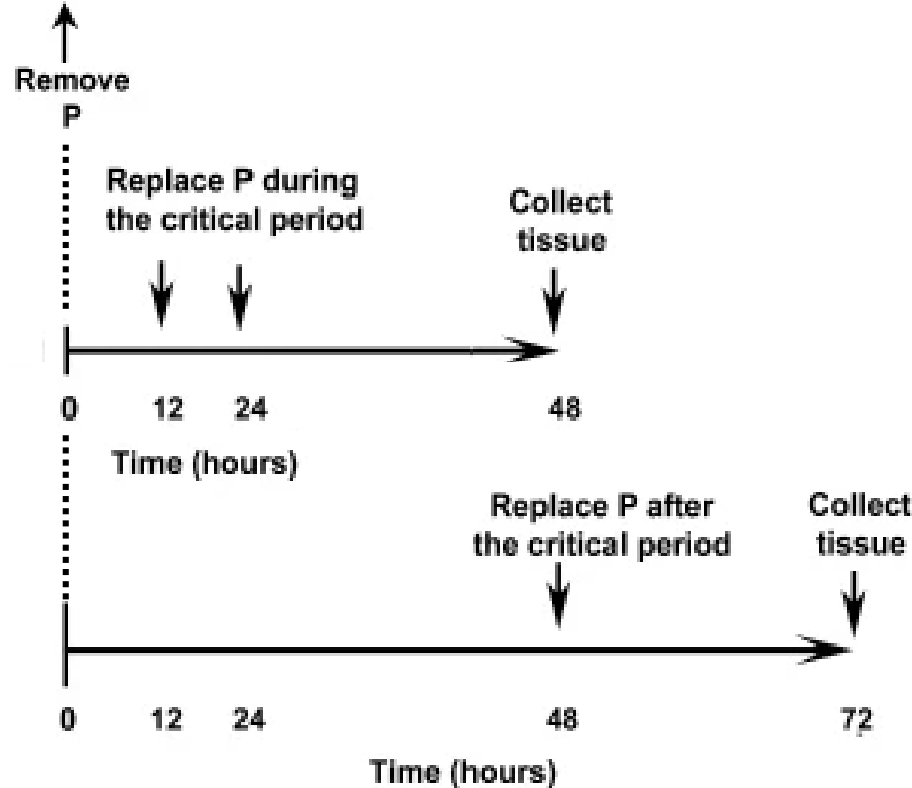 Remove
P
Replace P during
the critical period
Collect
tissue
0 12 24 48
Time (hours)
Replace P after
the critical period
Collect
tissue
0 12 24 48 72
Time (hours)